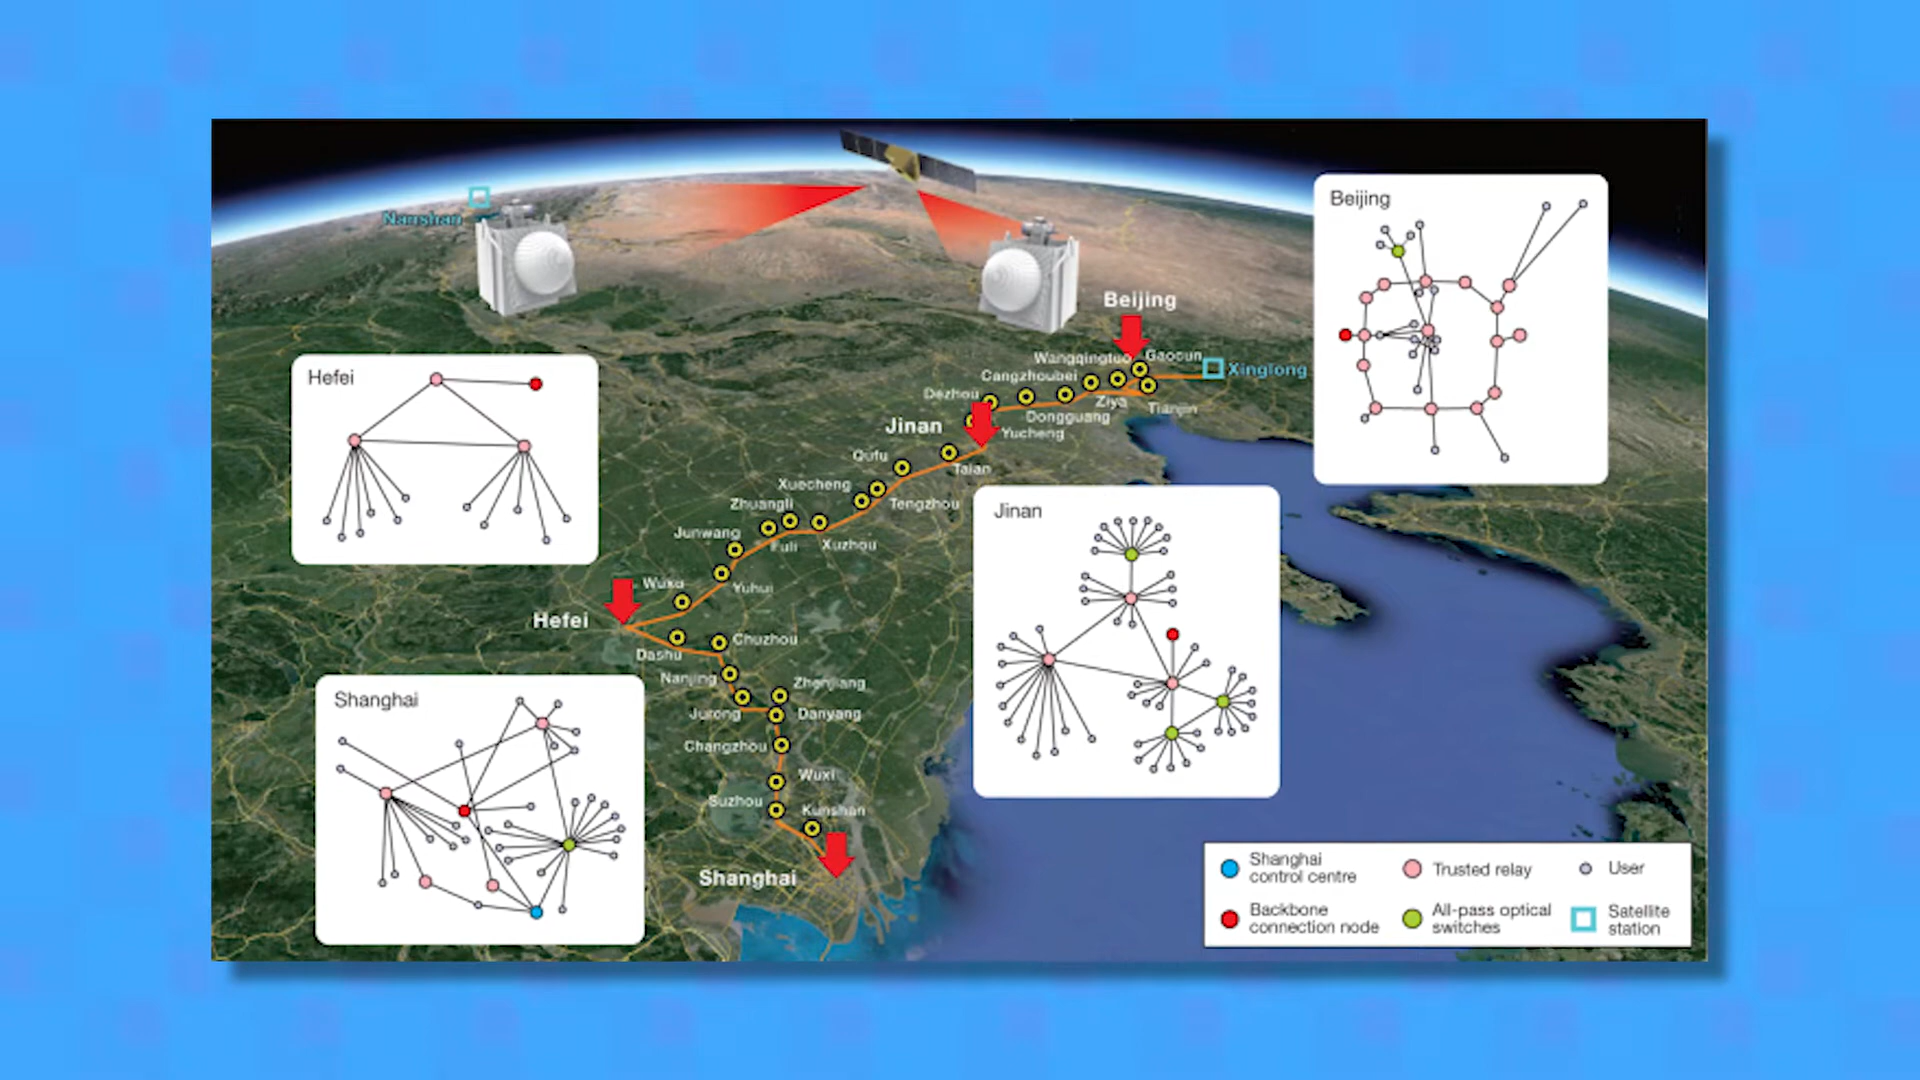 Nanshan
Beijing
Wangqingtuo
Gaocun
Xinglong
Cangzhoubei
Dezhou
Ziya
Tianjin
Dongguang
Jinan
Yucheng
Qufu
Taian
Xuecheng
Tengzhou
Zhuangli
Junwang
Fuli
Xuzhou
Wuhe
Yuhui
Hefei
Chuzhou
Dashu
Nanjing
Zhenjiang
Jurong
Danyang
Changzhou
Wuxi
Suzhou
Kunshan
Shanghai
Hefei
Shanghai
Beijing
Jinan
Shanghai
control centre
Trusted relay
User
Backbone
connection node
All-pass optical
switches
Satellite
station